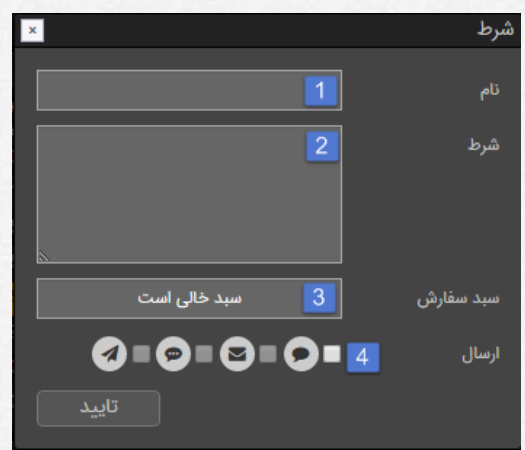 شرط
×
نام
1
شرط
2
سبد سفارش
3
سبد خالی است
ارسال
4
تایید